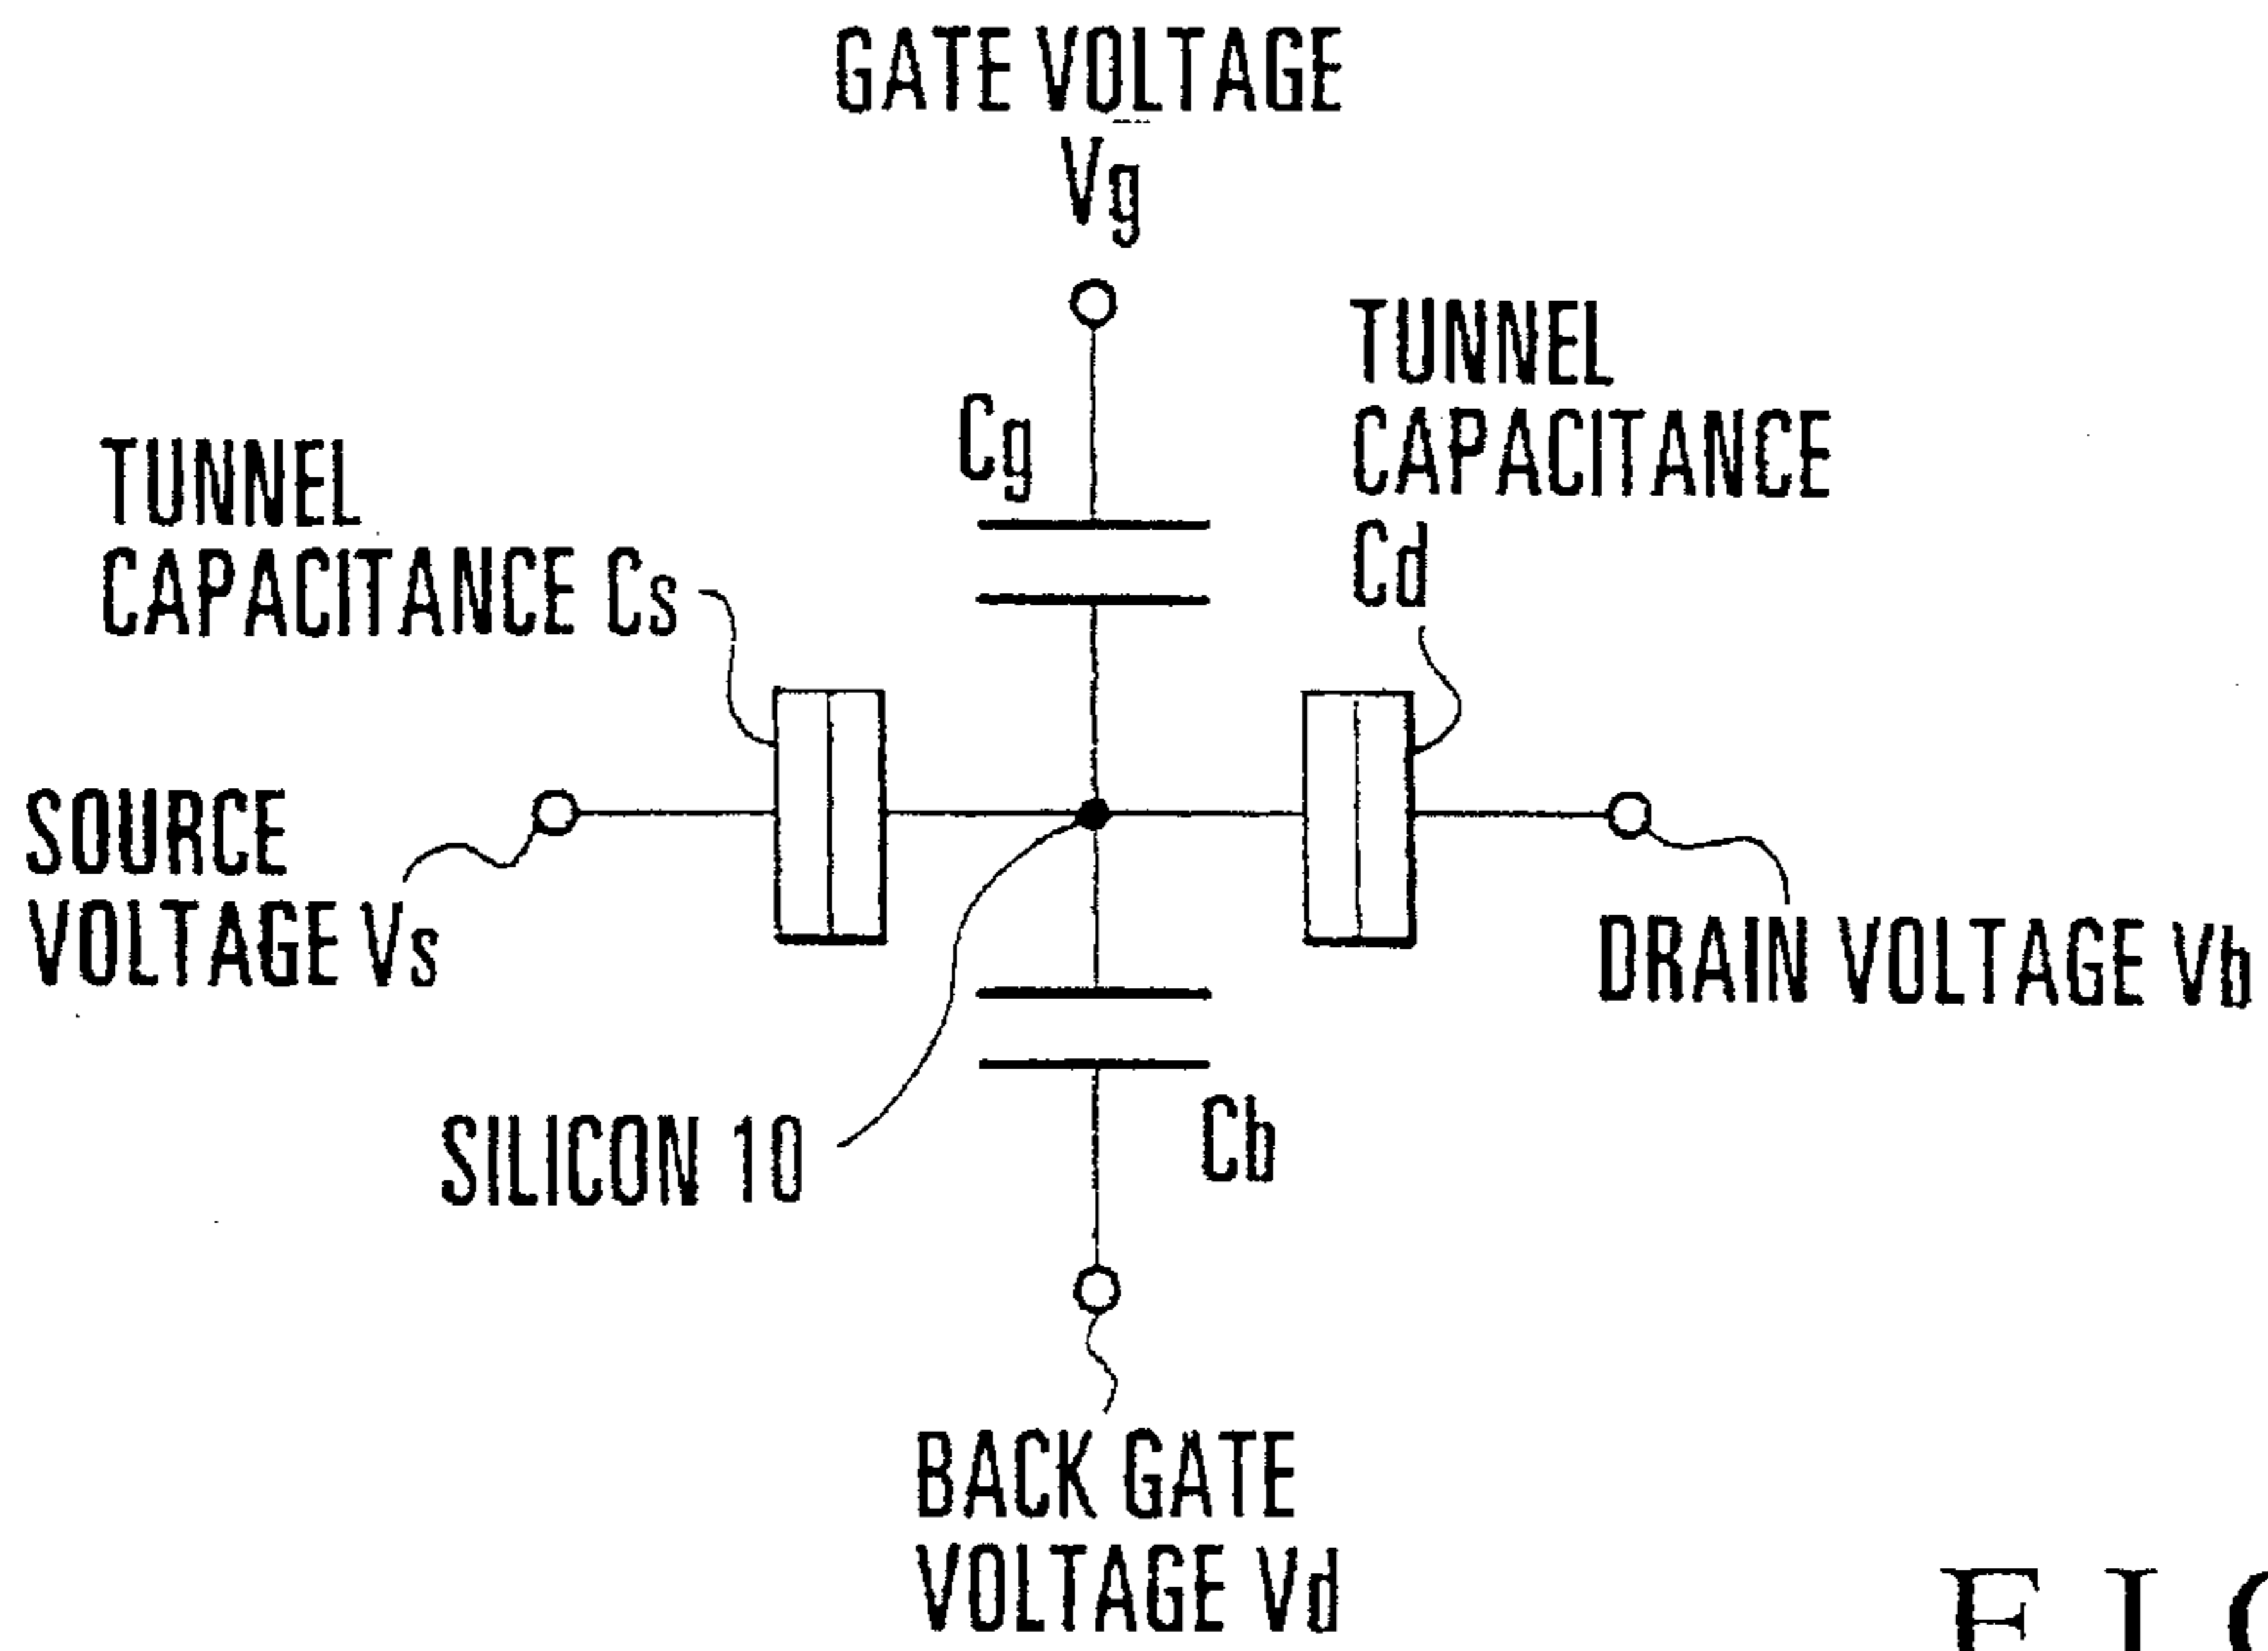 GATE VOLTAGE
Vg
TUNNEL
CAPACITANCE
Cd
Cg
TUNNEL
CAPACITANCE Cs
SOURCE
VOLTAGE Vs
DRAIN VOLTAGE Vb
SILICON 10
Cb
BACK GATE
VOLTAGE Vd